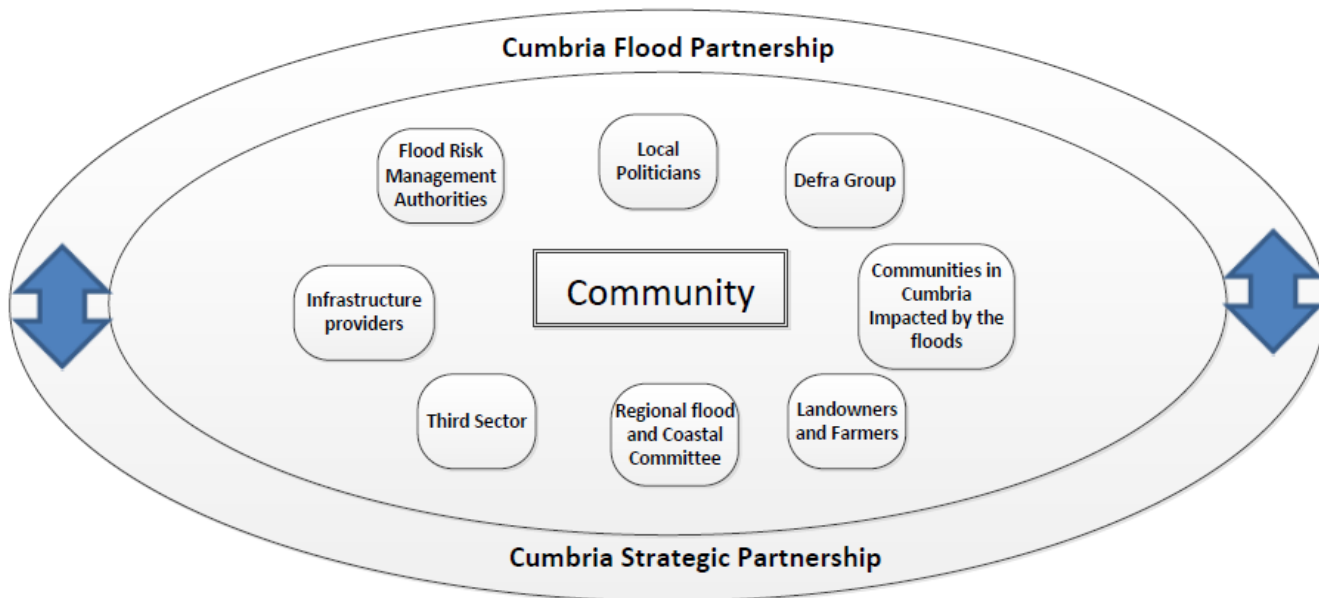 Cumbria Flood Partnership
Flood Risk
Management
Authorities
Local
Politicians
Defra Group
Infrastructure
providers
Community
Communities in
Cumbria
Impacted by the
floods
Third Sector
Regional flood
and Coastal
Committee
Landowners
and Farmers
Cumbria Strategic Partnership